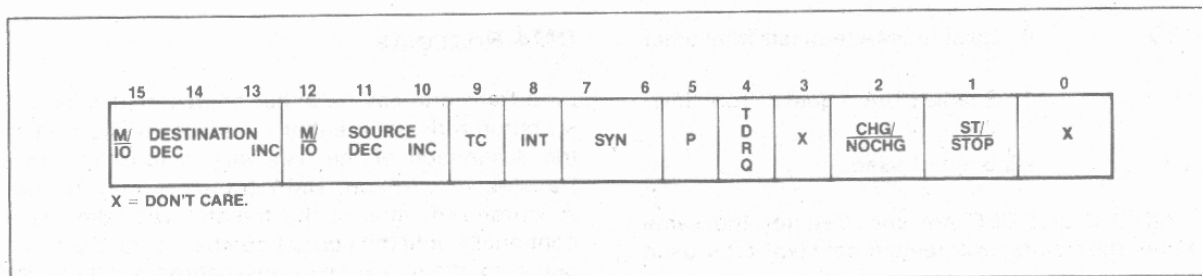 15 14 13 12 11 10 9 8 7 6 5 4 3 2 1 0
M/ DESTINATION M/ SOURCE TC INT SYN P TDRQ X CHG/ ST/ X
IO DEC INC IO DEC INC NOCHG STOP
X = DON'T CARE.